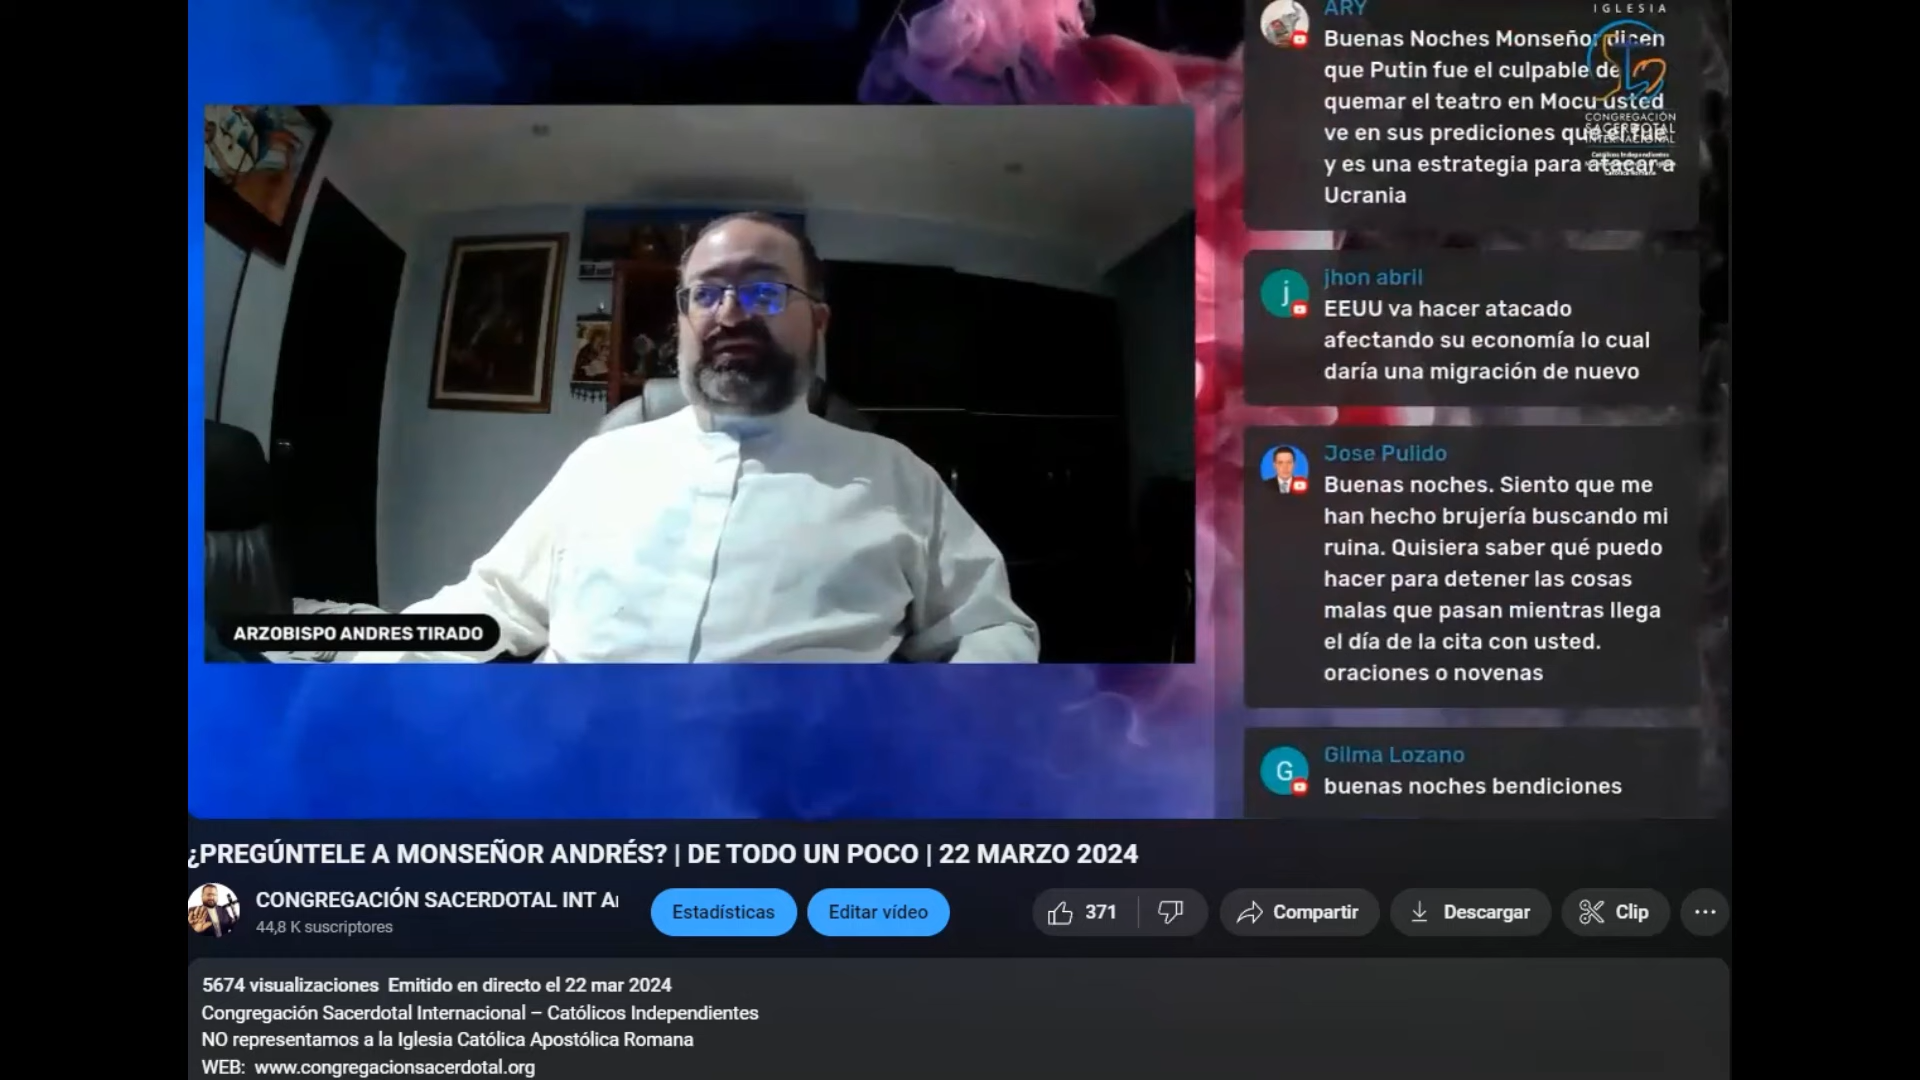 IGLESIA
CONGREGACIÓN
SACERDOTAL
INTERNACIONAL
ARY
Buenas Noches Monseñor dicen
que Putin fue el culpable de
quemar el teatro en Mocu usted
ve en sus prediciones que el fue
y es una estrategia para atacar a
Ucrania
jhon abril
EEUU va hacer atacado
afectando su economía lo cual
daría una migración de nuevo
Jose Pulido
Buenas noches. Siento que me
han hecho brujería buscando mi
ruina. Quisiera saber qué puedo
hacer para detener las cosas
malas que pasan mientras llega
el día de la cita con usted.
oraciones o novenas
G
Gilma Lozano
buenas noches bendiciones
ARZOBISPO ANDRES TIRADO
¿PREGÚNTELE A MONSEÑOR ANDRÉS? | DE TODO UN POCO | 22 MARZO 2024
CONGREGACIÓN SACERDOTAL INT
44,8 K suscriptores
Estadísticas
Editar vídeo
371
Compartir
Descargar
Clip
5674 visualizaciones Emitido en directo el 22 mar 2024
Congregación Sacerdotal Internacional – Católicos Independientes
NO representamos a la Iglesia Católica Apostólica Romana
WEB: www.congregacionsacerdotal.org